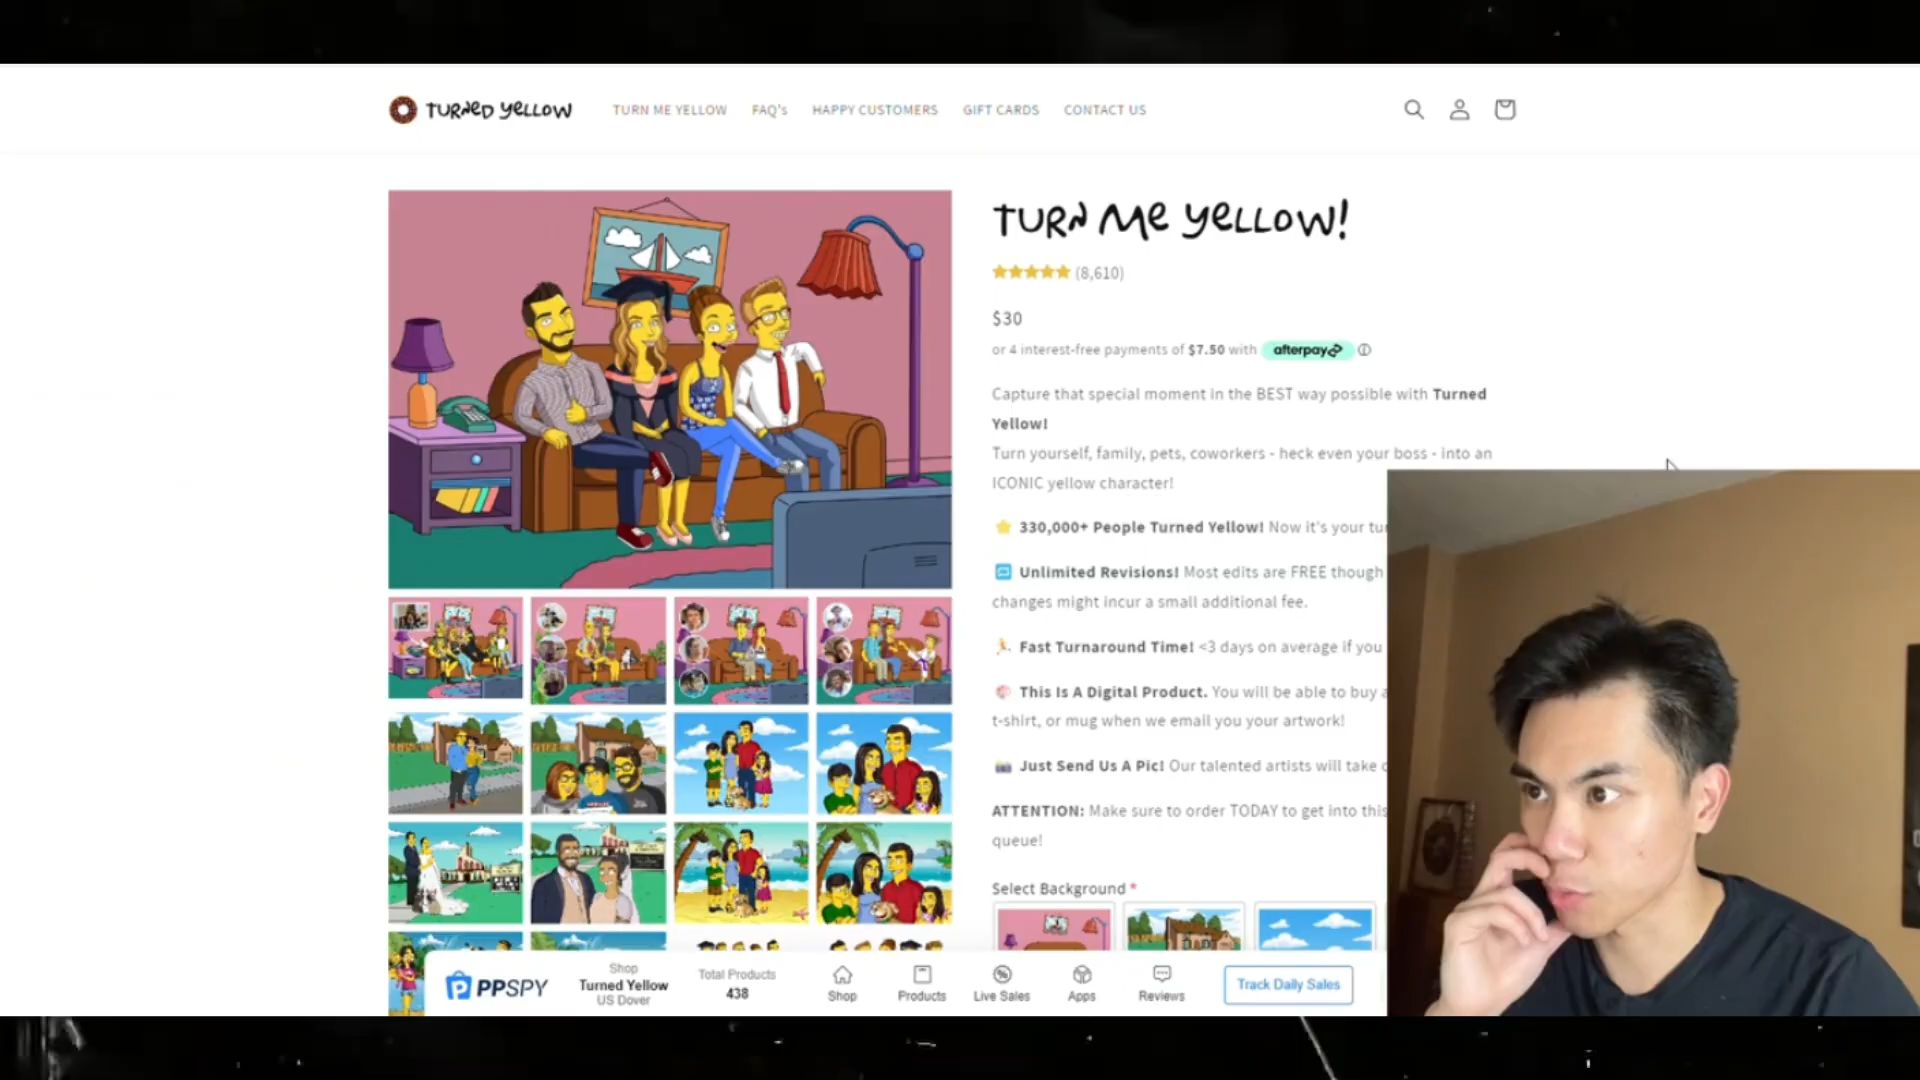 TURNED YELLOW
TURN ME YELLOW
FAQ's
HAPPY CUSTOMERS
GIFT CARDS
CONTACT US
TURN ME YELLOW!
(8,610)
$30
or 4 interest-free payments of $7.50 with afterpay
Capture that special moment in the BEST way possible with Turned
Yellow!
Turn yourself, family, pets, coworkers - heck even your boss - into an
ICONIC yellow character!
330,000+ People Turned Yellow! Now it's your
Unlimited Revisions! Most edits are FREE though
changes might incur a small additional fee.
Fast Turnaround Time! <3 days on average if you
This Is A Digital Product. You will be able to buy
t-shirt, or mug when we email you your artwork!
Just Send Us A Pic! Our talented artists will take
ATTENTION: Make sure to order TODAY to get into this
queue!
Select Background *
PPSPY
Shop
Turned Yellow
US Dover
Total Products
438
Shop
Products
Live Sales
Apps
Reviews
Track Daily Sales